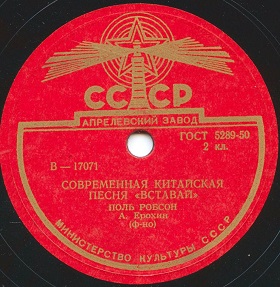 СССР
АПРЕЛЕВСКИЙ ЗАВОД
ГОСТ 5289-50
2 кл.
В—17071
СОВРЕМЕННАЯ КИТАЙСКАЯ
ПЕСНЯ «ВСТАВАЙ»
ПОЛЬ РОБСОН
А. Ерохин
(ф-но)
МИНИСТЕРСТВО КУЛЬТУРЫ СССР